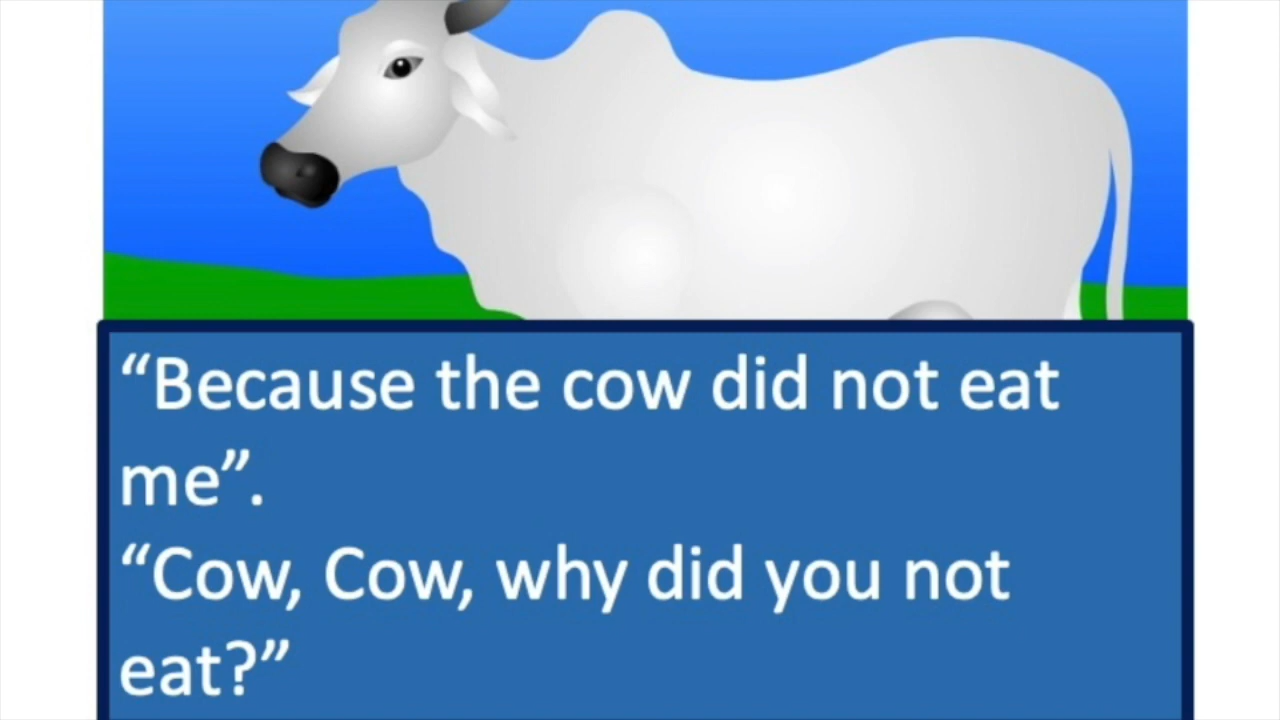 “Because the cow did not eat
me”.
“Cow, Cow, why did you not
eat?”